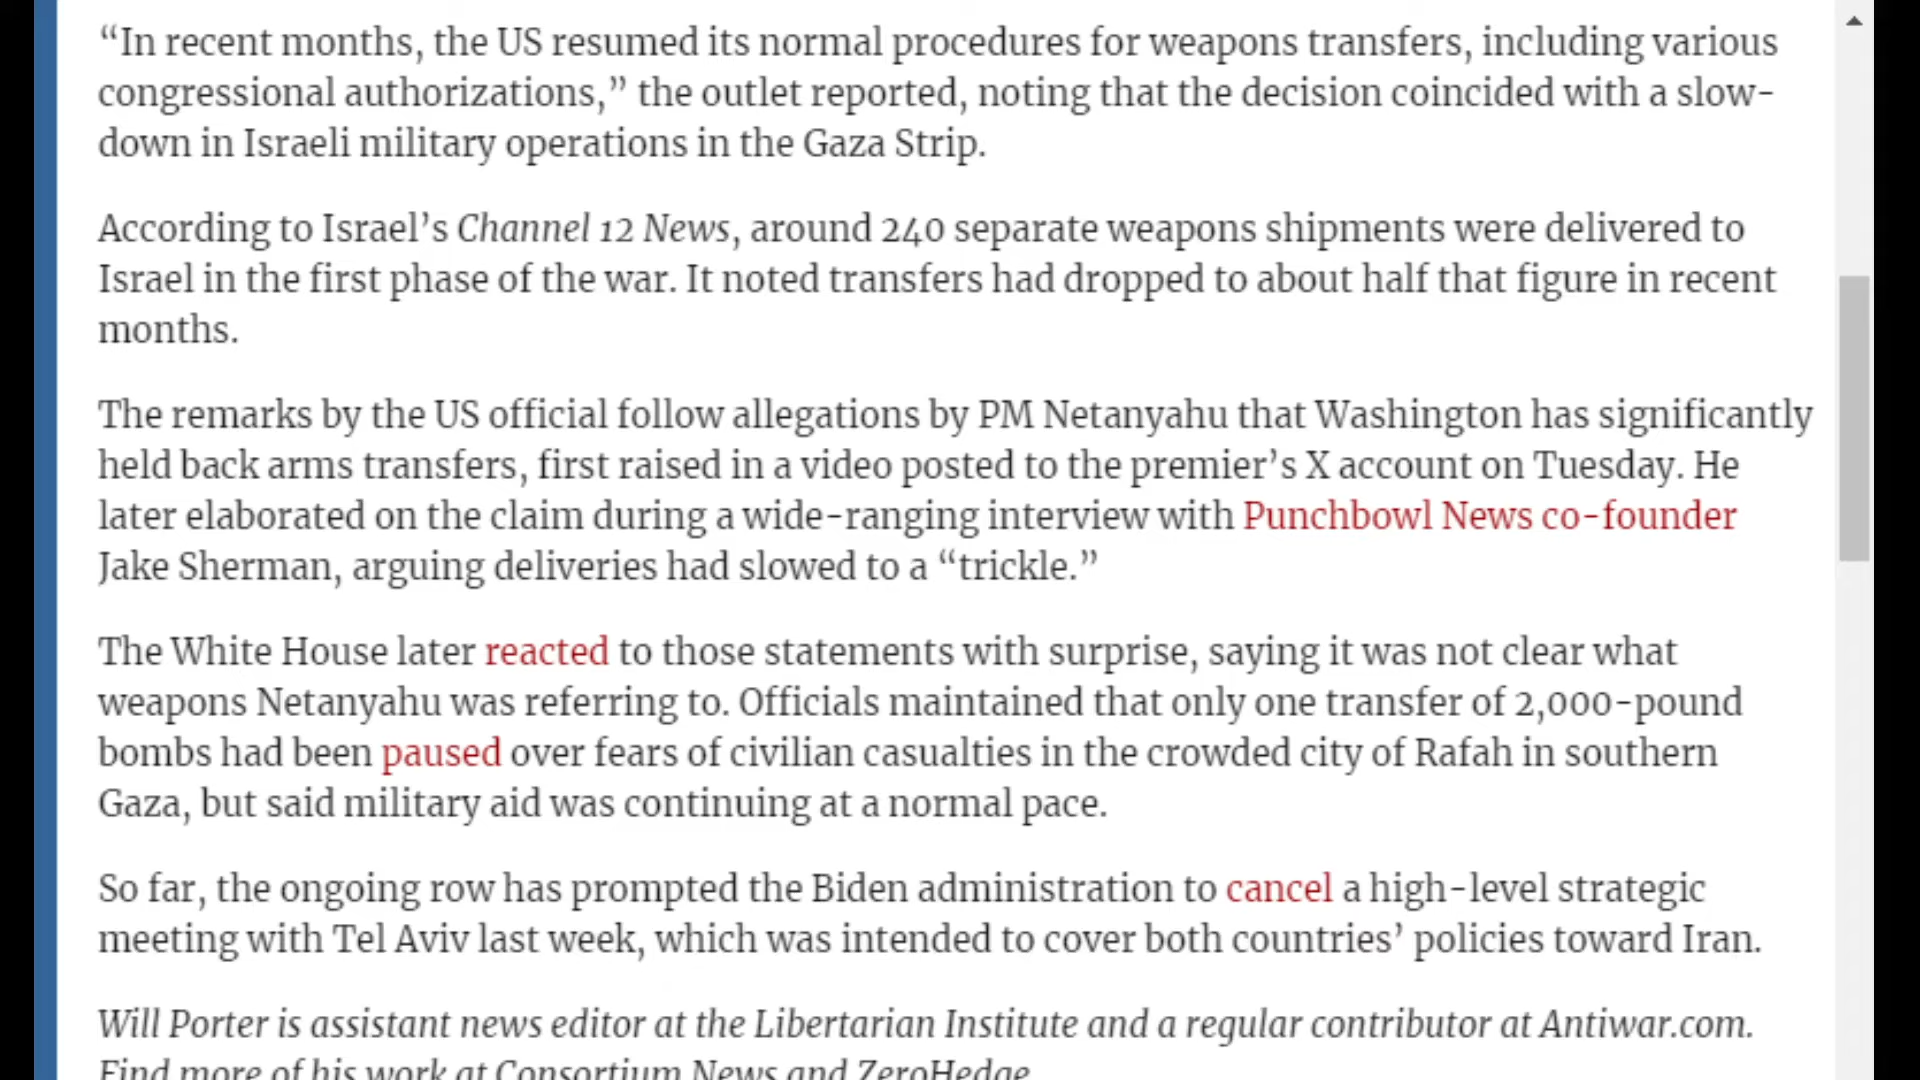 “In recent months, the US resumed its normal procedures for weapons transfers, including various
congressional authorizations,” the outlet reported, noting that the decision coincided with a slow-
down in Israeli military operations in the Gaza Strip.
According to Israel’s Channel 12 News, around 240 separate weapons shipments were delivered to
Israel in the first phase of the war. It noted transfers had dropped to about half that figure in recent
months.
The remarks by the US official follow allegations by PM Netanyahu that Washington has significantly
held back arms transfers, first raised in a video posted to the premier’s X account on Tuesday. He
later elaborated on the claim during a wide-ranging interview with Punchbowl News co-founder
Jake Sherman, arguing deliveries had slowed to a “trickle.”
The White House later reacted to those statements with surprise, saying it was not clear what
weapons Netanyahu was referring to. Officials maintained that only one transfer of 2,000-pound
bombs had been paused over fears of civilian casualties in the crowded city of Rafah in southern
Gaza, but said military aid was continuing at a normal pace.
So far, the ongoing row has prompted the Biden administration to cancel a high-level strategic
meeting with Tel Aviv last week, which was intended to cover both countries’ policies toward Iran.
Will Porter is assistant news editor at the Libertarian Institute and a regular contributor at Antiwar.com.
Find more of his work at Consortium News and ZeroHedge